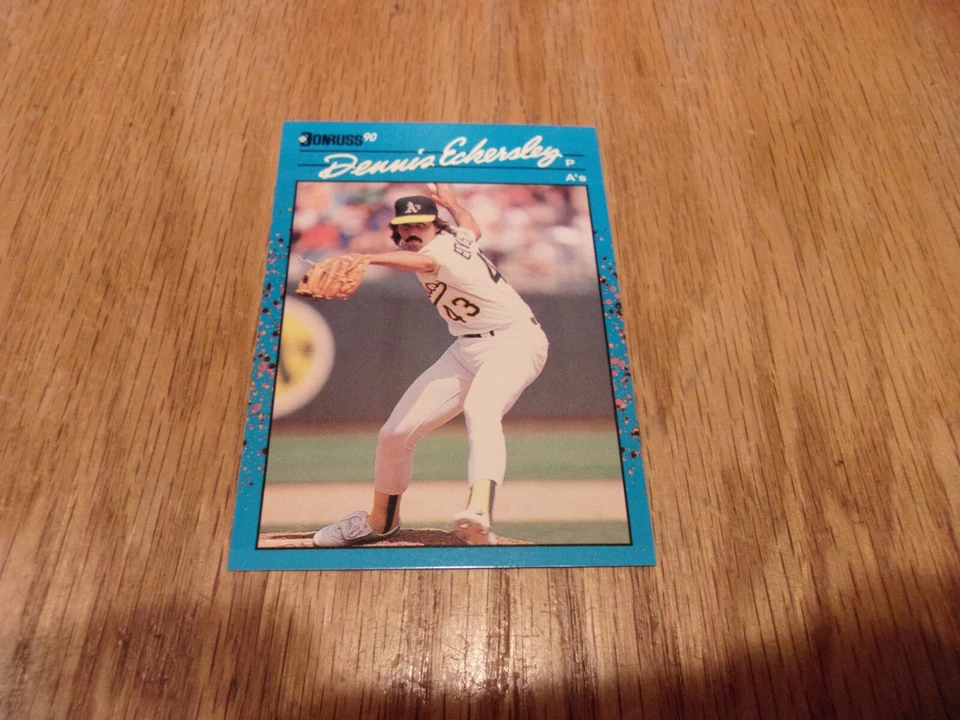 DONRUSS 90
Dennis Eckersley P
A's
A's
43